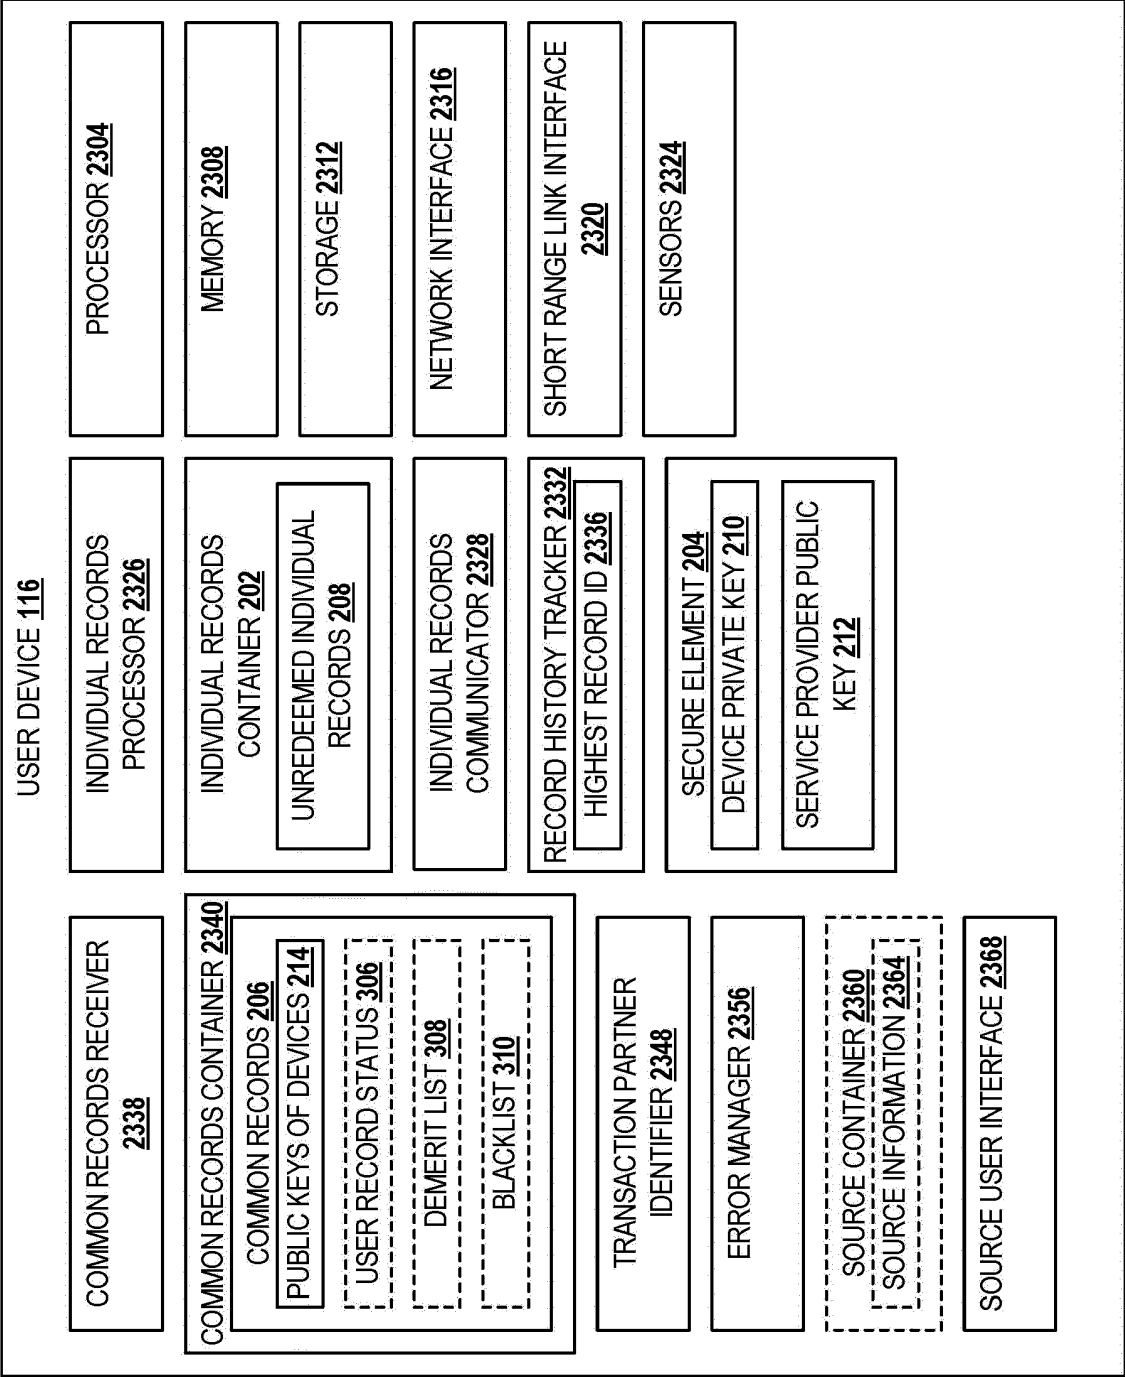 USER DEVICE 116
COMMON RECORDS RECEIVER
2338
COMMON RECORDS CONTAINER 2340
COMMON RECORDS 206
PUBLIC KEYS OF DEVICES 214
USER RECORD STATUS 306
DEMERIT LIST 308
BLACKLIST 310
TRANSACTION PARTNER
IDENTIFIER 2348
ERROR MANAGER 2356
SOURCE CONTAINER 2360
SOURCE INFORMATION 2364
SOURCE USER INTERFACE 2368
INDIVIDUAL RECORDS
PROCESSOR 2326
INDIVIDUAL RECORDS
CONTAINER 202
UNREDEEMED INDIVIDUAL
RECORDS 208
INDIVIDUAL RECORDS
COMMUNICATOR 2328
RECORD HISTORY TRACKER 2332
HIGHEST RECORD ID 2336
SECURE ELEMENT 204
DEVICE PRIVATE KEY 210
SERVICE PROVIDER PUBLIC
KEY 212
PROCESSOR 2304
MEMORY 2308
STORAGE 2312
NETWORK INTERFACE 2316
SHORT RANGE LINK INTERFACE
2320
SENSORS 2324